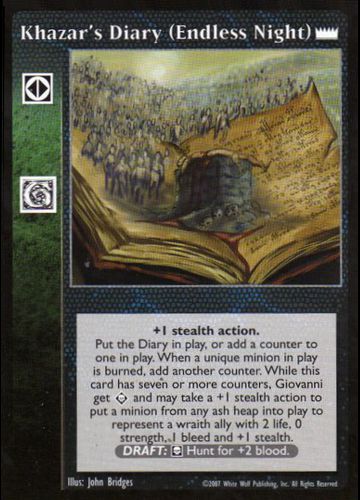 Khazar's Diary (Endless Night)
+1 stealth action.
Put the Diary in play, or add a counter to
one in play. When a unique minion in play
is burned, add another counter. While this
card has seven or more counters, Giovanni
get and may take a +1 stealth action to
put a minion from any ash heap into play to
represent a wraith ally with 2 life, 0
strength, 1 bleed and +1 stealth.
DRAFT: Hunt for +2 blood.
Illus: John Bridges
©2007 White Wolf Publishing, Inc. All Rights Reserved.